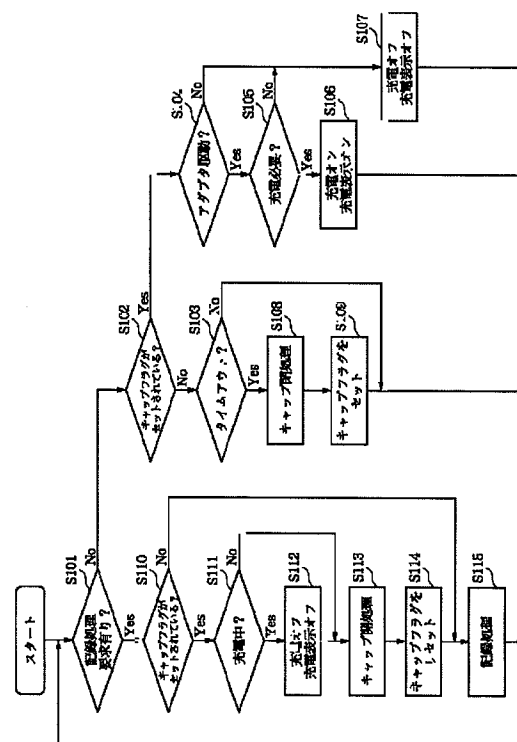 スタート
S101
記録処理
要求有り？
No
Yes
S110
キャップフラグが
セットされている？
No
Yes
S111
充電中？
No
Yes
S112
充電オフ
充電表示オフ
S113
キャップ開処理
S114
キャップフラグを
リセット
S115
記録処理
S102
キャップフラグが
セットされている？
Yes
No
S103
タイムアウト？
No
Yes
S108
キャップ閉処理
S109
キャップフラグを
セット
S104
アダプタ駆動？
No
Yes
S105
充電必要？
No
Yes
S106
充電オン
充電表示オン
S107
充電オフ
充電表示オフ